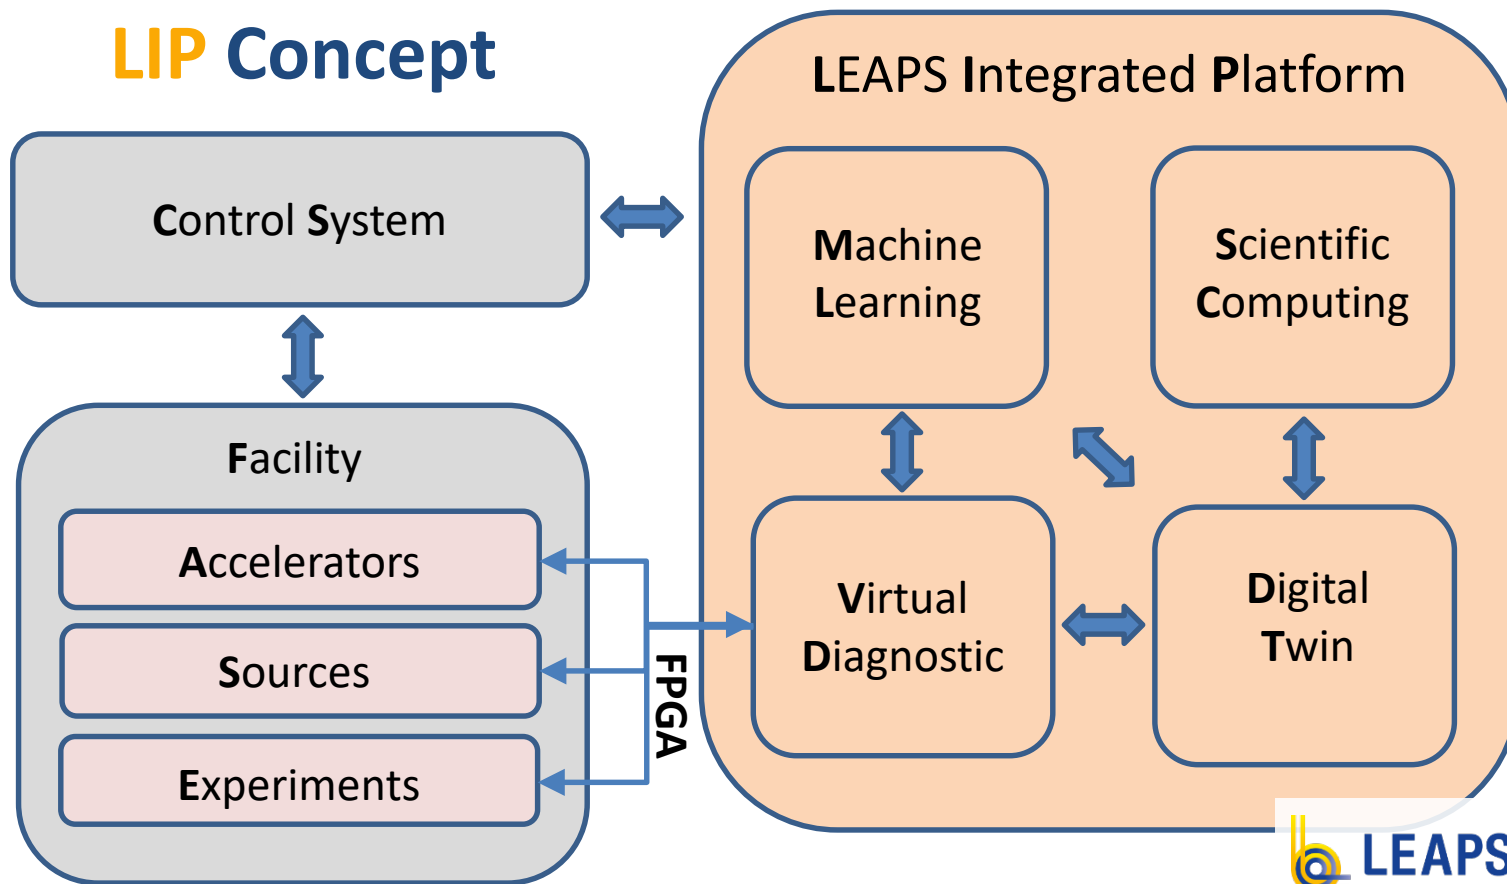 LIP Concept
LEAPS Integrated Platform
Control System
Machine
Learning
Scientific
Computing
Facility
Accelerators
Sources
Experiments
FPGA
Virtual
Diagnostic
Digital
Twin
LEAPS